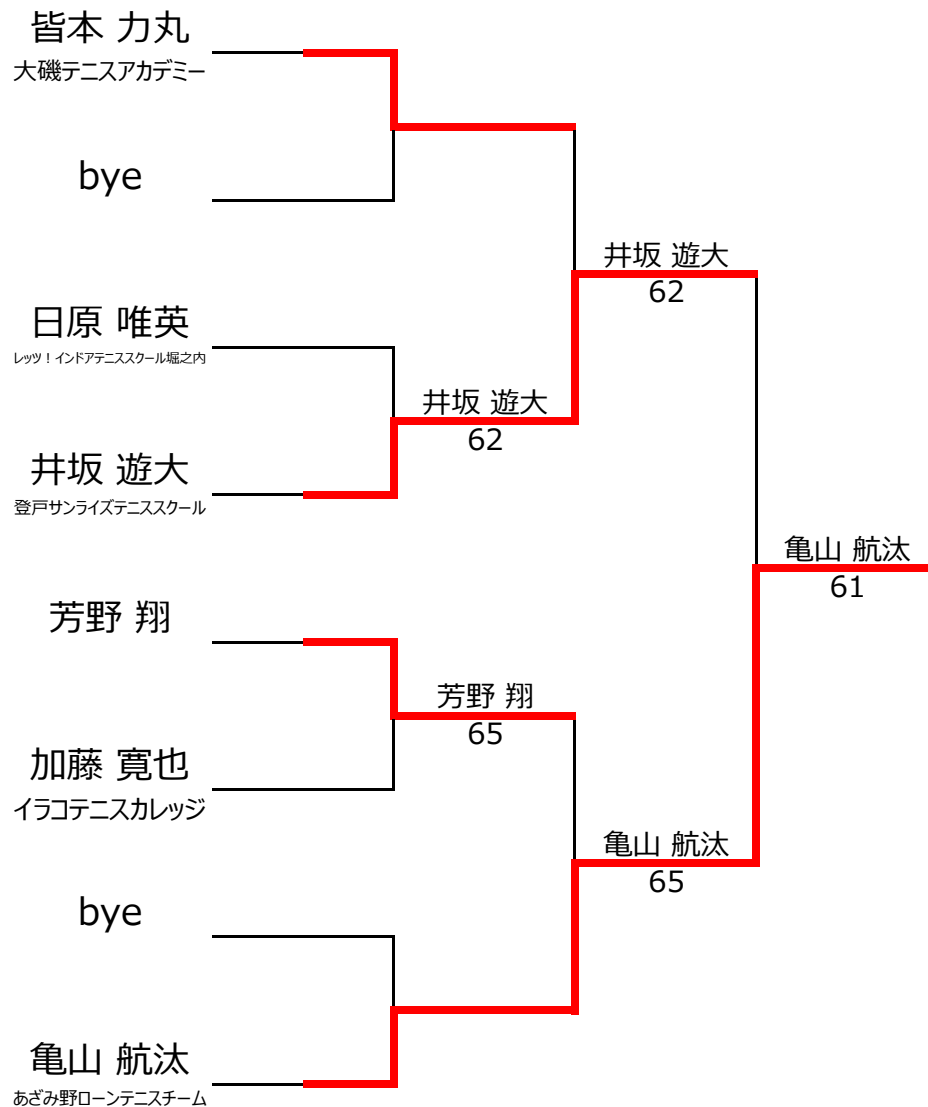 皆本 力丸
大磯テニスアカデミー
bye
井坂 遊大
62
日原 唯英
レッツ！インドアテニススクール堀之内
井坂 遊大
62
井坂 遊大
登戸サンライズテニススクール
亀山 航汰
61
芳野 翔
芳野 翔
65
加藤 寛也
イラコテニスカレッジ
亀山 航汰
65
bye
亀山 航汰
あざみ野ローンテニスチーム